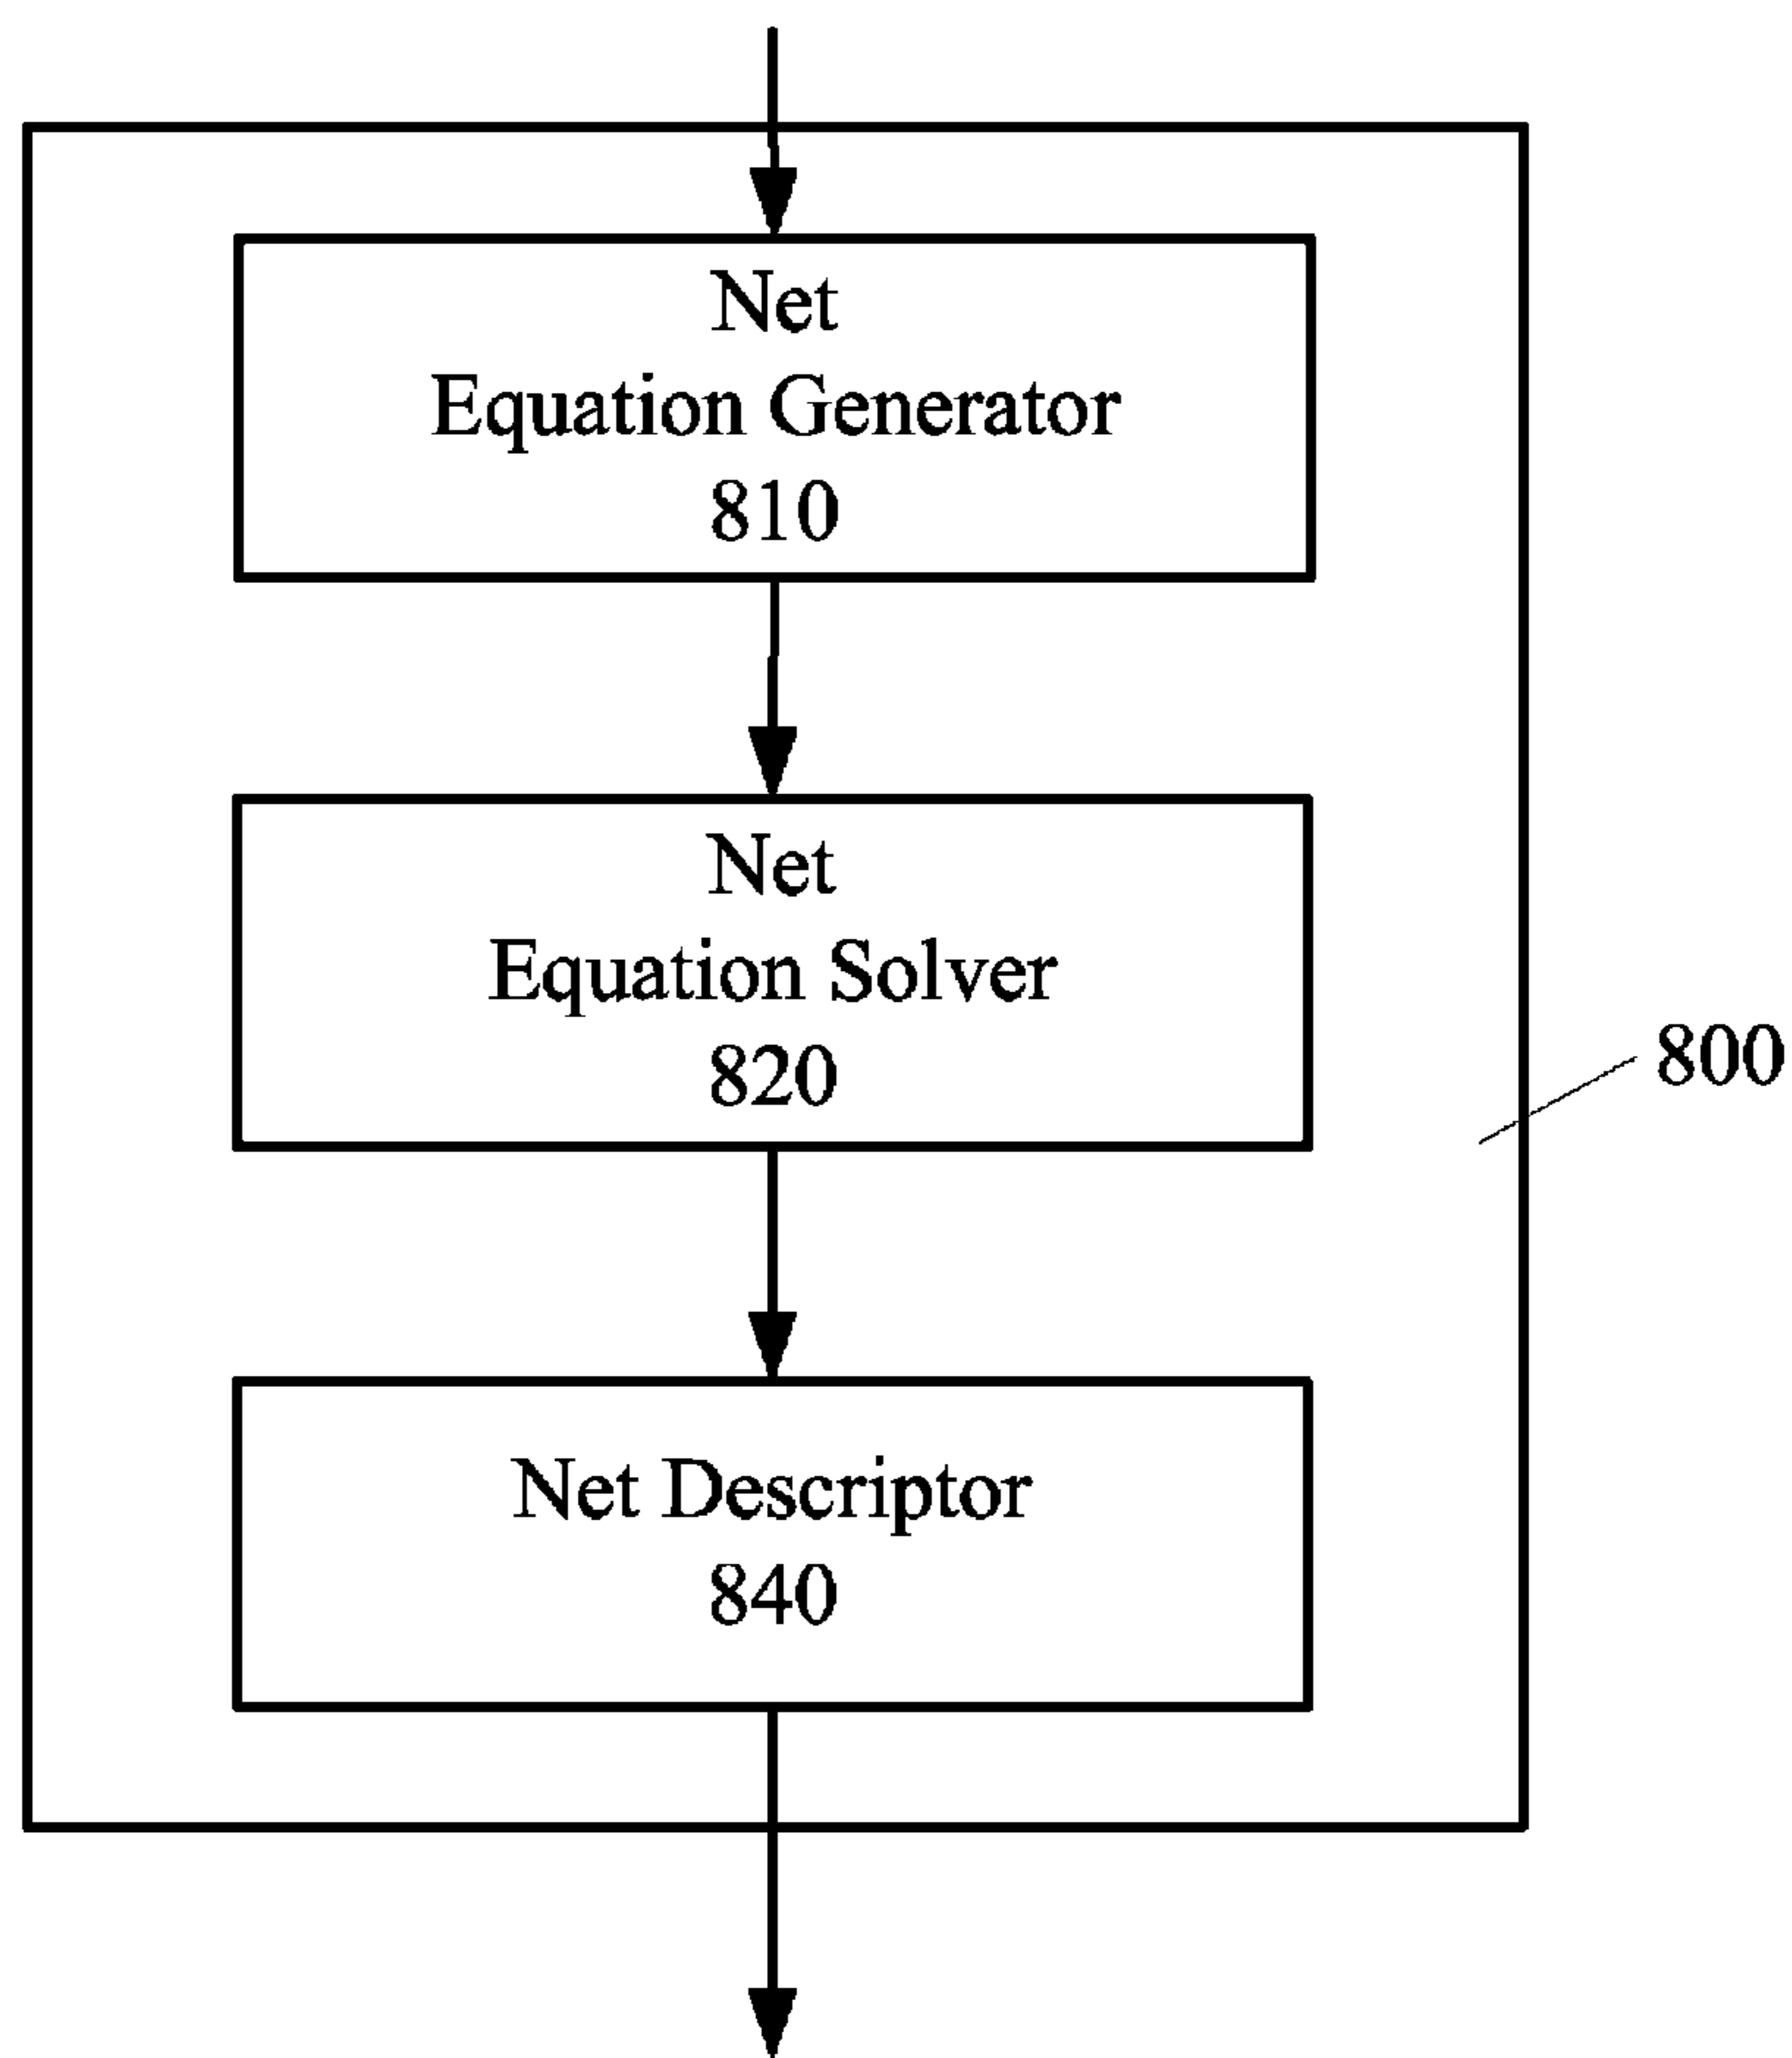 Net
Equation Generator
810
Net
Equation Solver
820
800
Net Descriptor
840